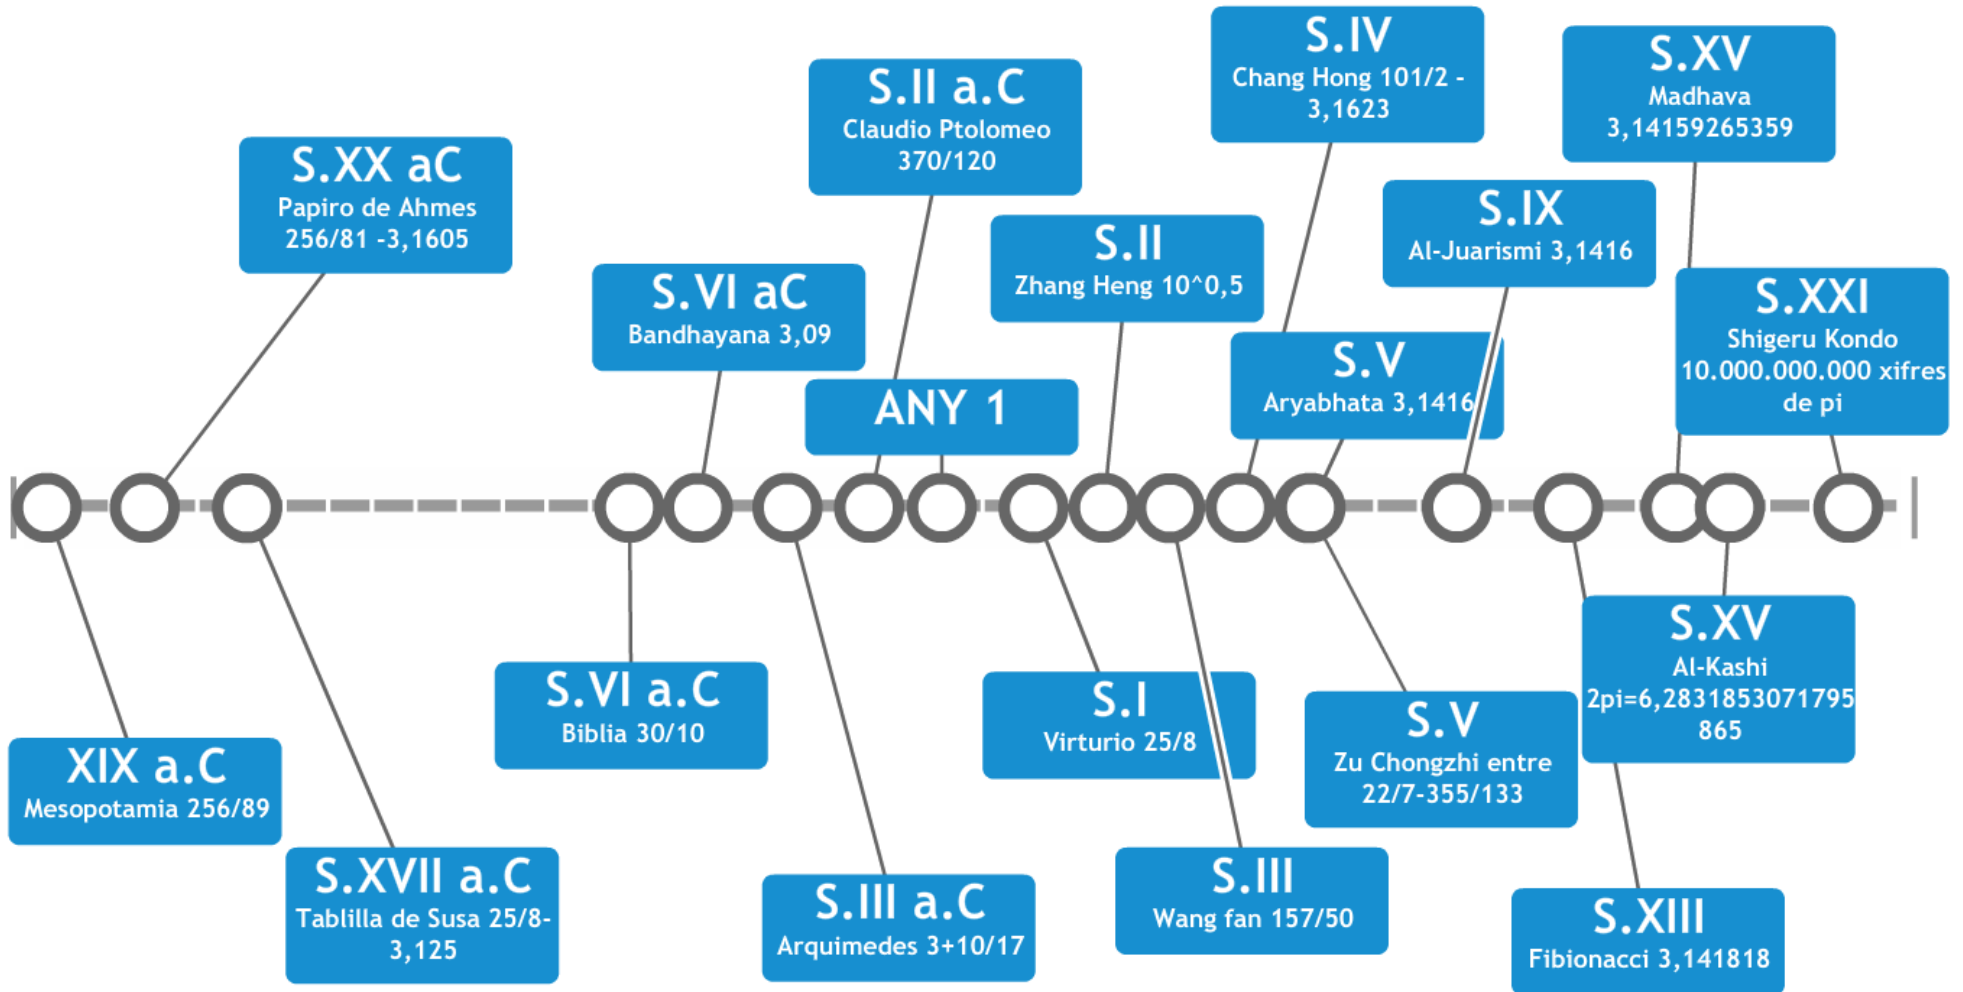 S.IV
Chang Hong 101/2 -
3,1623
S.XV
Madhava
3,14159265359
S.II a.C
Claudio Ptolomeo
370/120
S.XX aC
Papiro de Ahmes
256/81 -3,1605
S.IX
Al-Juarismi 3,1416
S.II
Zhang Heng 10^0,5
S.VI aC
Bandhayana 3,09
S.XXI
Shigeru Kondo
10.000.000.000 xifres
de pi
S.V
Aryabhata 3,1416
ANY 1
S.XV
Al-Kashi
2pi=6,2831853071795
865
S.VI a.C
Biblia 30/10
S.I
Virturio 25/8
S.V
Zu Chongzhi entre
22/7-355/133
XIX a.C
Mesopotamia 256/89
S.XVII a.C
Tablilla de Susa 25/8-
3,125
S.III
Wang fan 157/50
S.III a.C
Arquimedes 3+10/17
S.XIII
Fibionacci 3,141818